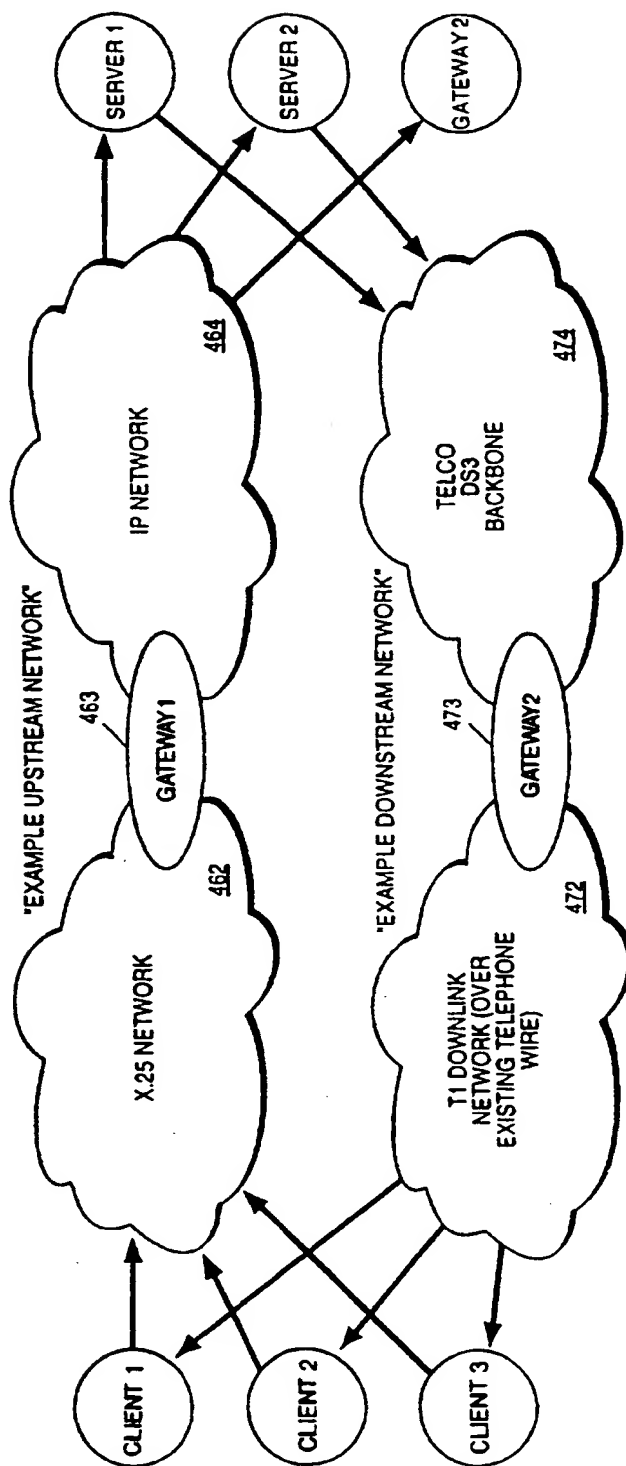 "EXAMPLE UPSTREAM NETWORK"
CLIENT 1
CLIENT 2
CLIENT 3
X.25 NETWORK
462
463
GATEWAY1
IP NETWORK
464
SERVER 1
SERVER 2
GATEWAY 2
"EXAMPLE DOWNSTREAM NETWORK"
T1 DOWNLINK
NETWORK (OVER
EXISTING TELEPHONE
WIRE)
472
473
GATEWAY2
TELCO
DS3
BACKBONE
474